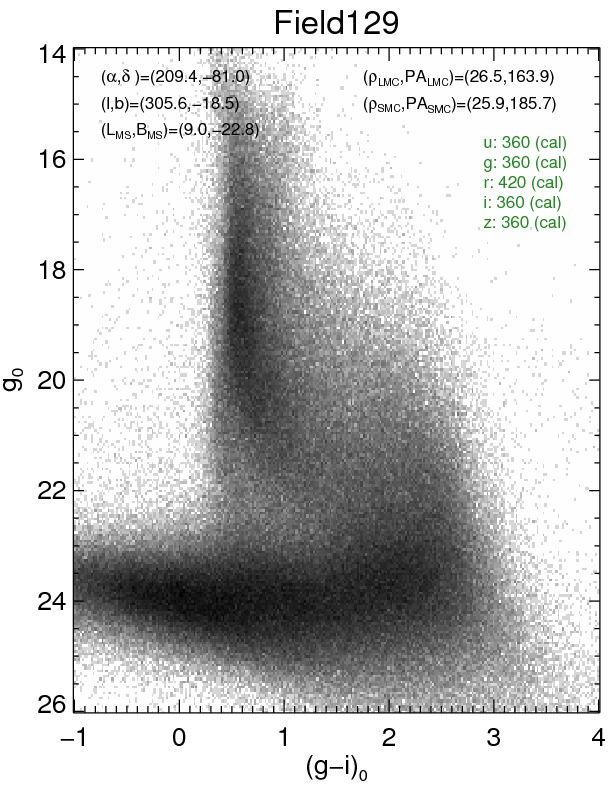 Field129
(α,δ )=(209.4,−81.0)
(ρLMC,PALMC)=(26.5,163.9)
(l,b)=(305.6,−18.5)
(ρSMC,PASMC)=(25.9,185.7)
(LMS,BMS)=(9.0,−22.8)
u: 360 (cal)
g: 360 (cal)
r: 420 (cal)
i: 360 (cal)
z: 360 (cal)
14
16
18
20
22
24
26
g0
−1 0 1 2 3 4
(g−i)0